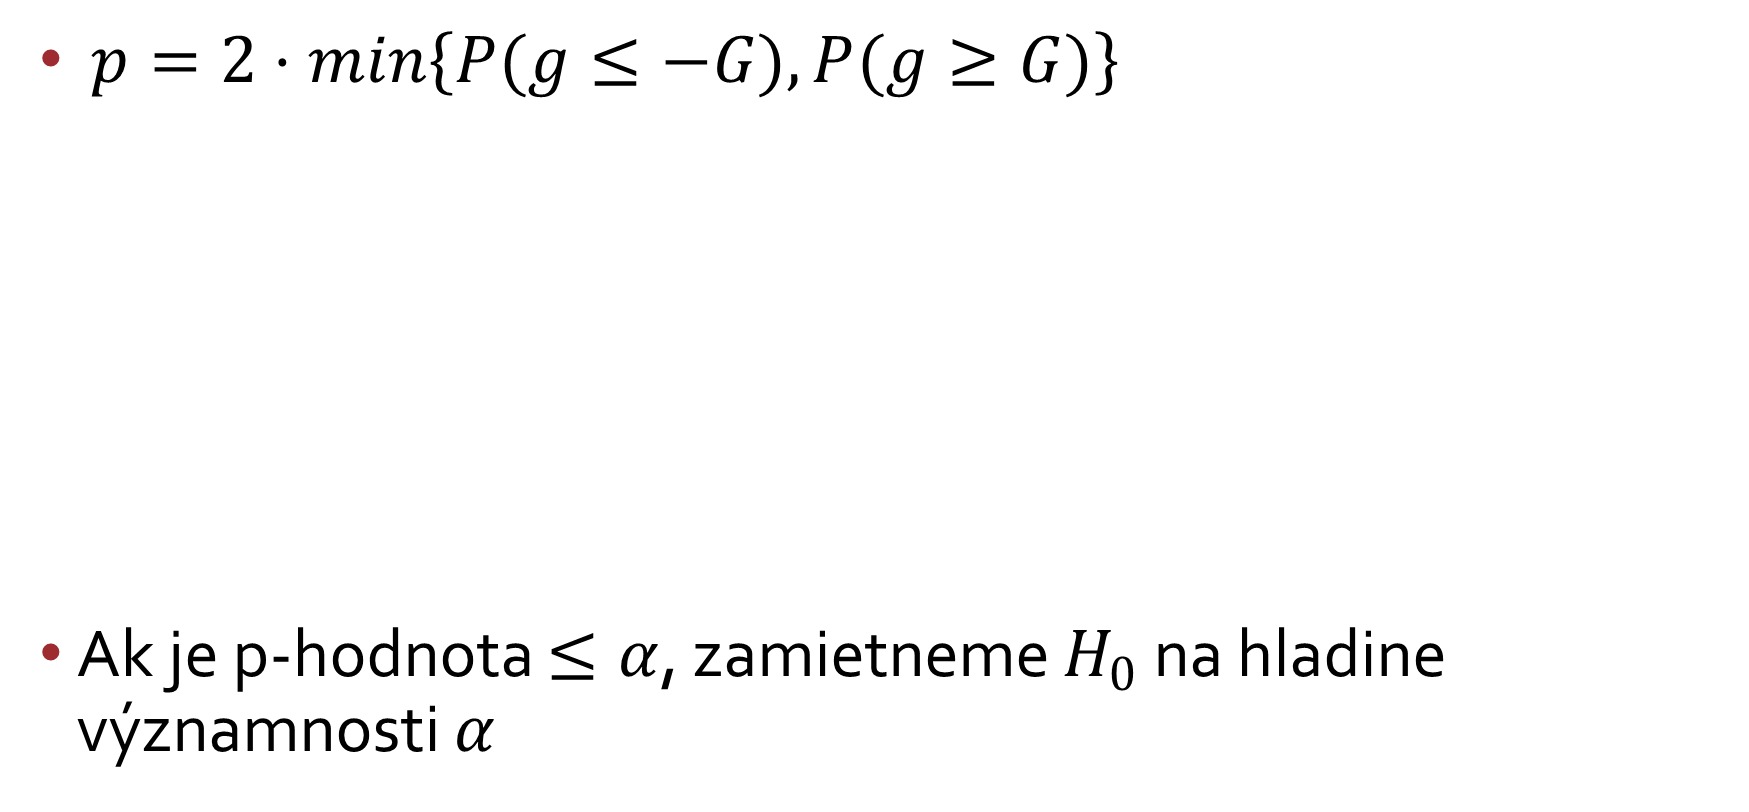 • 𝑝 = 2 · 𝑚𝑖𝑛{𝑃(𝑔 ≤ −𝐺), 𝑃(𝑔 ≥ 𝐺)}
• Ak je p-hodnota ≤ 𝛼, zamietneme 𝐻₀ na hladine
významnosti 𝛼